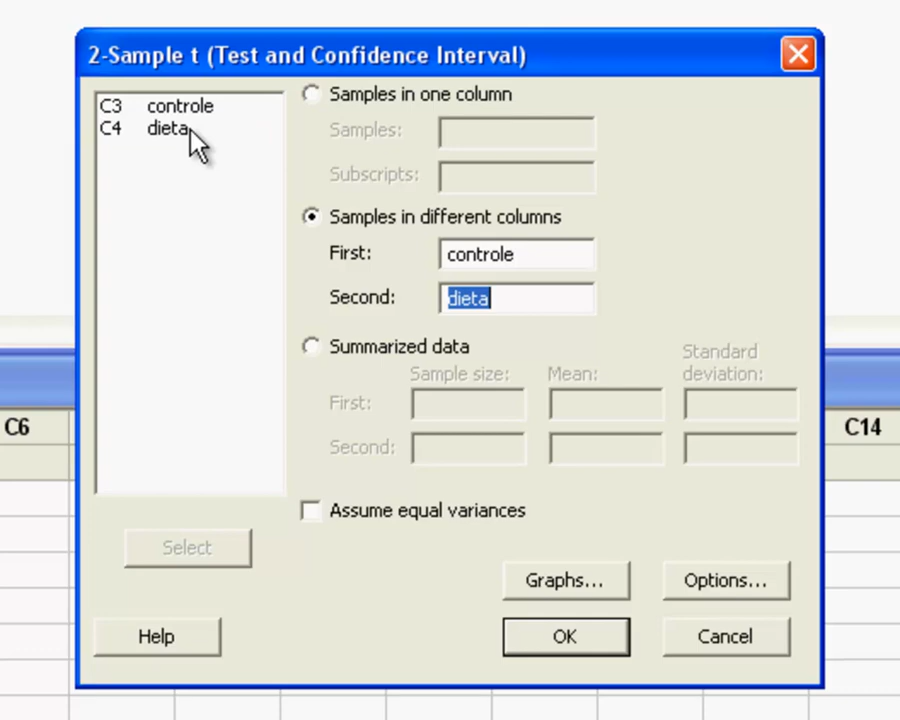 2-Sample t (Test and Confidence Interval)
C3 controle
C4 dieta
Samples in one column
Samples:
Subscripts:
Samples in different columns
First: controle
Second: dieta
Summarized data
Sample size: Mean: Standard deviation:
First:
Second:
Assume equal variances
Select
Graphs... Options...
Help OK Cancel
C6 C14